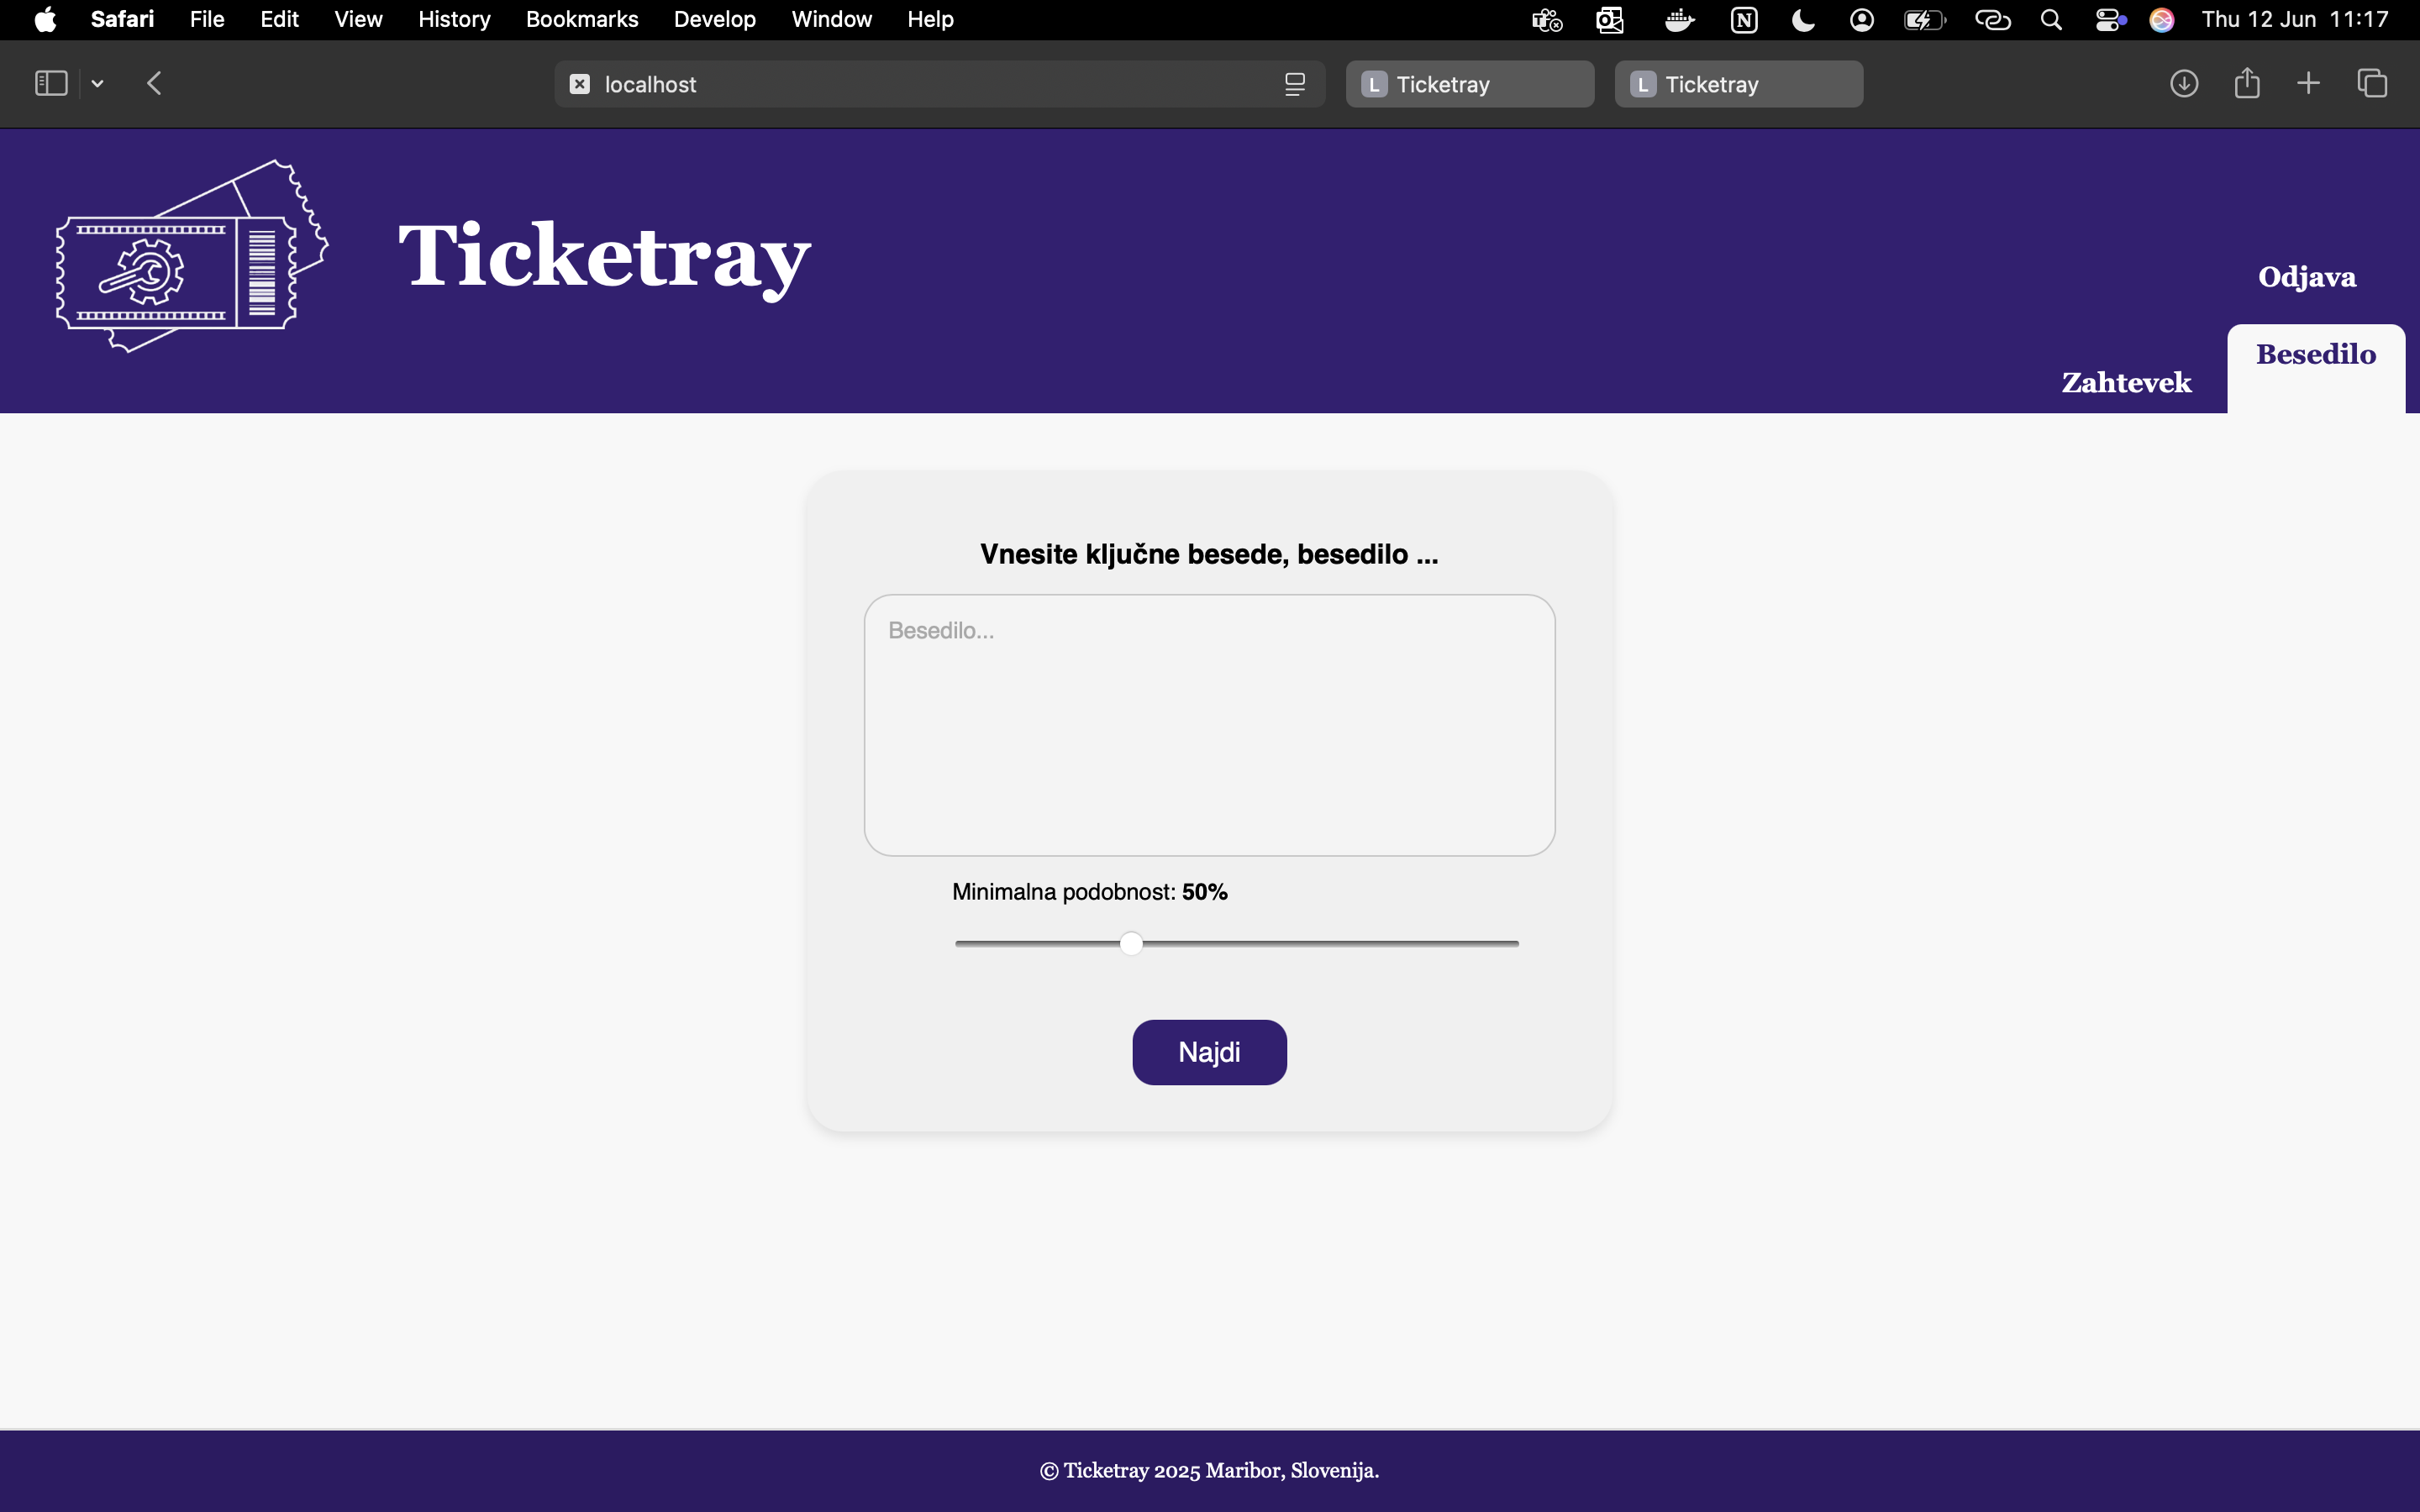 Safari File Edit View History Bookmarks Develop Window Help Thu 12 Jun 11:17
localhost L Ticketray L Ticketray
Ticketray
Odjava
Zahtevek Besedilo
Vnesite ključne besede, besedilo ...
Besedilo...
Minimalna podobnost: 50%
Najdi
© Ticketray 2025 Maribor, Slovenija.